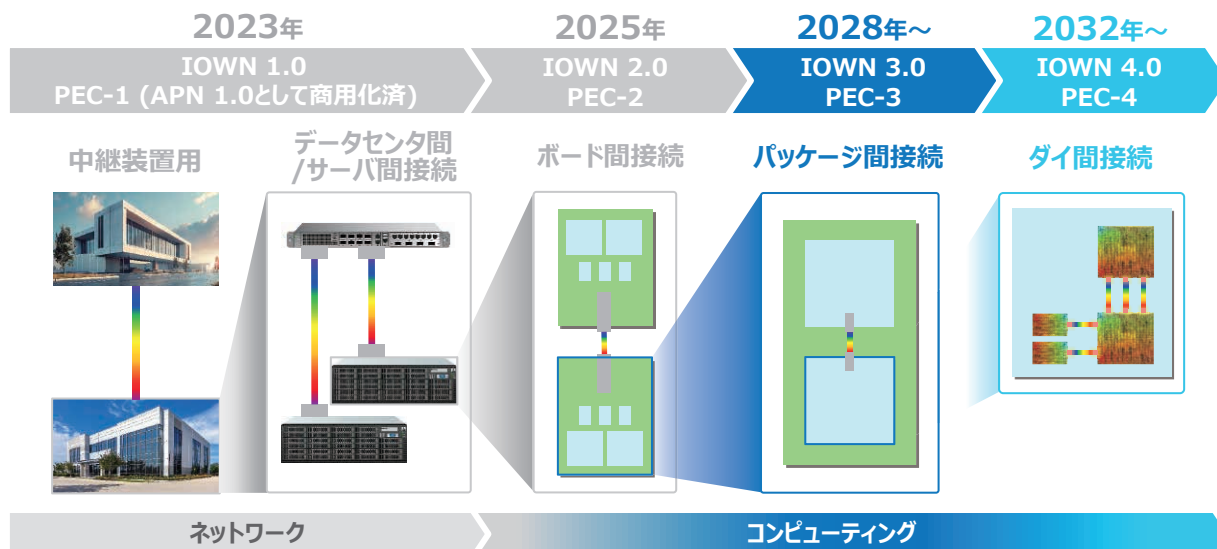 2023年
2025年
2028年～
2032年～
IOWN 1.0
PEC-1 (APN 1.0として商用化済)
IOWN 2.0
PEC-2
IOWN 3.0
PEC-3
IOWN 4.0
PEC-4
中継装置用
データセンタ間
/サーバ間接続
ボード間接続
パッケージ間接続
ダイ間接続
ネットワーク
コンピューティング